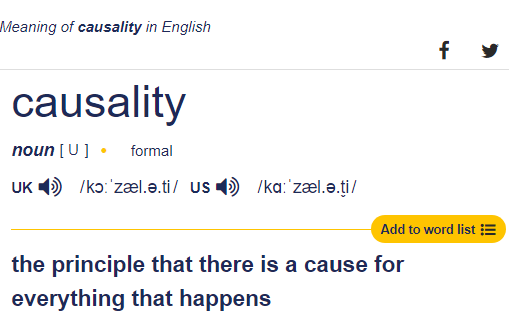 Meaning of causality in English
causality
noun [ U ] • formal
UK /kɔːˈzæl.ə.ti/ US /kɑːˈzæl.ə.t̬i/
Add to word list
the principle that there is a cause for
everything that happens